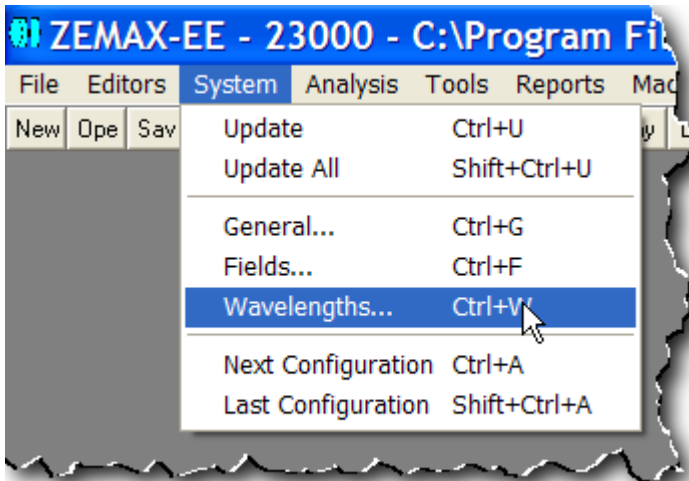 ZEMAX-EE - 23000 - C:\Program
File Editors System Analysis Tools Reports
New Ope Sav
Update Ctrl+U
Update All Shift+Ctrl+U
General... Ctrl+G
Fields... Ctrl+F
Wavelengths... Ctrl+W
Next Configuration Ctrl+A
Last Configuration Shift+Ctrl+A